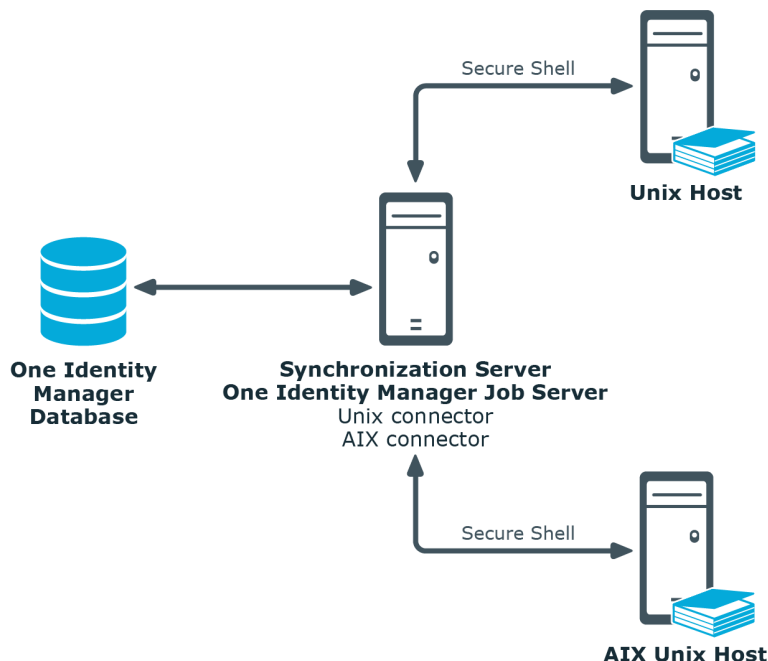 Secure Shell
Unix Host
One Identity
Manager
Database
Synchronization Server
One Identity Manager Job Server
Unix connector
AIX connector
Secure Shell
AIX Unix Host